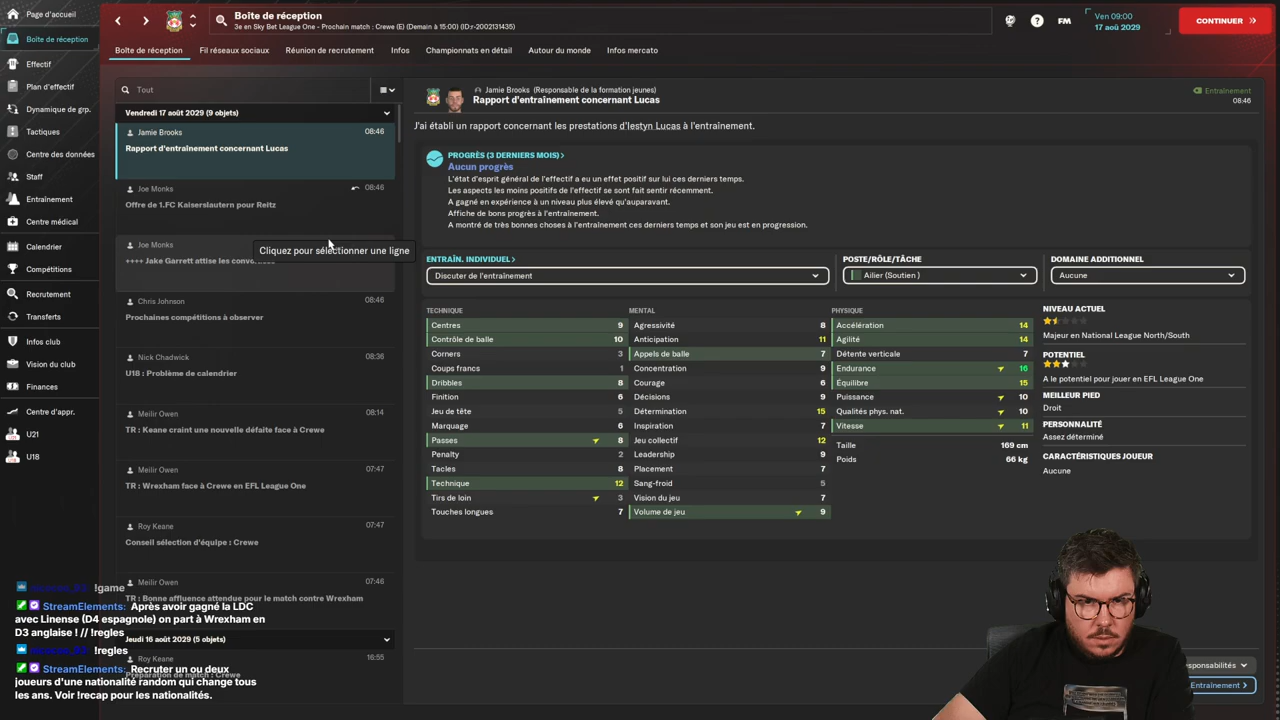 Page d'accueil
Boîte de réception
Effectif
Plan d'effectif
Dynamique de grp.
Tactiques
Centre des données
Staff
Entraînement
Centre médical
Calendrier
Compétitions
Recrutement
Transferts
Infos club
Vision du club
Finances
Centre d'appr.
U21
U18
Boîte de réception
3e en Sky Bet League One - Prochain match : Crewe (E) (Demain à 15:00) (ID:r-2002131435)
FM
Ven 09:00
17 août 2029
CONTINUER
Boîte de réception Fil réseaux sociaux Réunion de recrutement Infos Championnats en détail Autour du monde Infos mercato
Tout
Vendredi 17 août 2029 (9 objets)
Jamie Brooks 08:46
Rapport d'entraînement concernant Lucas
Joe Monks 08:46
Offre de 1.FC Kaiserslautern pour Reitz
Joe Monks
++++ Jake Garrett attise les
Cliquez pour sélectionner une ligne
Chris Johnson 08:46
Prochaines compétitions à observer
Nick Chadwick 08:36
U18 : Problème de calendrier
Meilir Owen 08:14
TR : Keane craint une nouvelle défaite face à Crewe
Meilir Owen 07:47
TR : Wrexham face à Crewe en EFL League One
Roy Keane 07:47
Conseil sélection d'équipe : Crewe
Meilir Owen 07:46
TR : Bonne affluence attendue pour le match contre Wrexham
Jeudi 16 août 2029 (5 objets)
Roy Keane 16:55
Préparation de match : Crewe
Jamie Brooks (Responsable de la formation jeunes)
Rapport d'entraînement concernant Lucas
Entraînement
08:46
J'ai établi un rapport concernant les prestations d'Iestyn Lucas à l'entraînement.
PROGRÈS (3 DERNIERS MOIS)
Aucun progrès
L'état d'esprit général de l'effectif a eu un effet positif sur lui ces derniers temps.
Les aspects les moins positifs de l'effectif se sont fait sentir récemment.
A gagné en expérience à un niveau plus élevé qu'auparavant.
Affiche de bons progrès à l'entraînement.
A montré de très bonnes choses à l'entraînement ces derniers temps et son jeu est en progression.
ENTRAÎN. INDIVIDUEL
Discuter de l'entraînement
POSTE/RÔLE/TÂCHE
Ailier (Soutien )
DOMAINE ADDITIONNEL
Aucune
TECHNIQUE
Centres 9
Contrôle de balle 10
Corners 3
Coups francs 1
Dribbles 8
Finition 6
Jeu de tête 5
Marquage 6
Passes 8
Penalty 2
Tacles 8
Technique 12
Tirs de loin 3
Touches longues 7
MENTAL
Agressivité 8
Anticipation 11
Appels de balle 7
Concentration 9
Courage 6
Décisions 9
Détermination 15
Inspiration 7
Jeu collectif 12
Leadership 9
Placement 7
Sang-froid 5
Vision du jeu 7
Volume de jeu 9
PHYSIQUE
Accélération 14
Agilité 14
Détente verticale 7
Endurance 16
Équilibre 15
Puissance 10
Qualités phys. nat. 10
Vitesse 11
Taille 169 cm
Poids 66 kg
NIVEAU ACTUEL
Majeur en National League North/South
POTENTIEL
A le potentiel pour jouer en EFL League One
MEILLEUR PIED
Droit
PERSONNALITÉ
Assez déterminé
CARACTÉRISTIQUES JOUEUR
Aucune
sponsabilités
Entraînement
!game
StreamElements: Après avoir gagné la LDC
avec Linense (D4 espagnole) on part à Wrexham en
D3 anglaise ! // !regles
!regles
StreamElements: Recruter un ou deux
joueurs d'une nationalité random qui change tous
les ans. Voir !recap pour les nationalités.